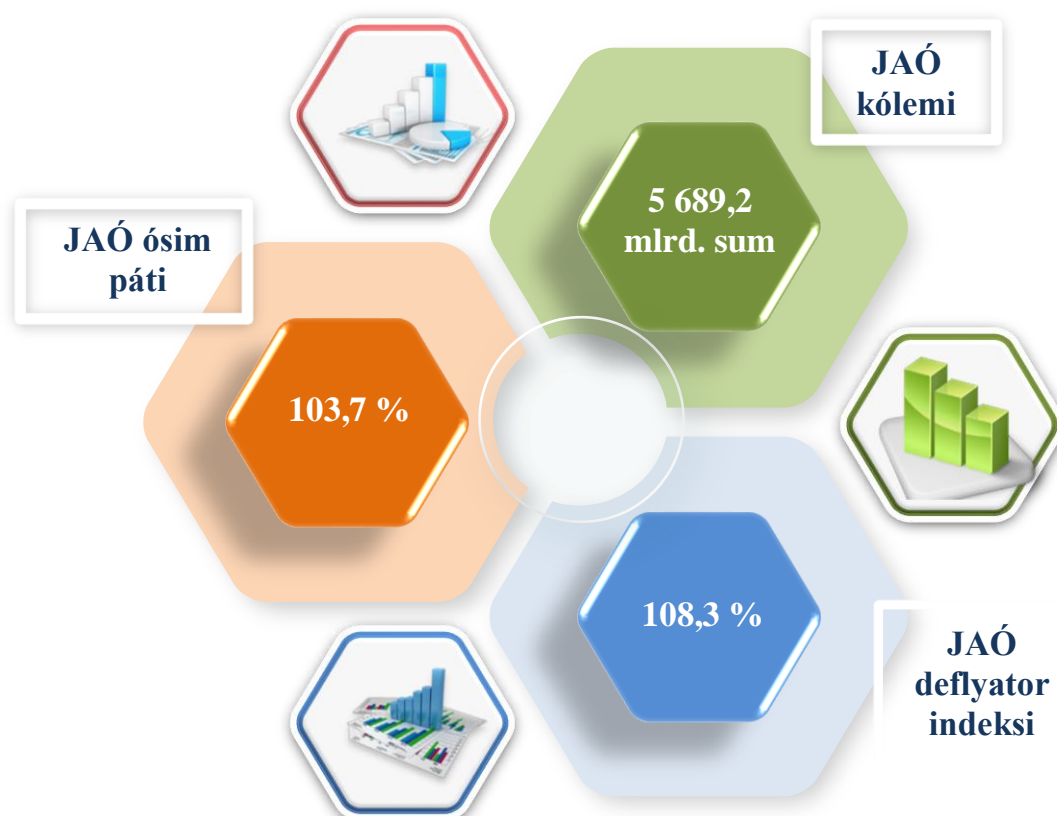 JAÓ
kólemi
5 689,2
mlrd. sum
JAÓ ósim
páti
103,7 %
108,3 %
JAÓ
deflyator
indeksi